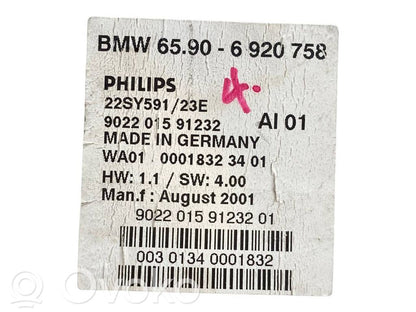 BMW 65.90 - 6 920 758
PHILIPS
22SY591/23E
9022 015 91232 AI 01
MADE IN GERMANY
WA01 0001832 34 01
HW: 1.1 / SW: 4.00
Man.f : August 2001
9022 015 91232 01
003 0134 0001832
Ovoko